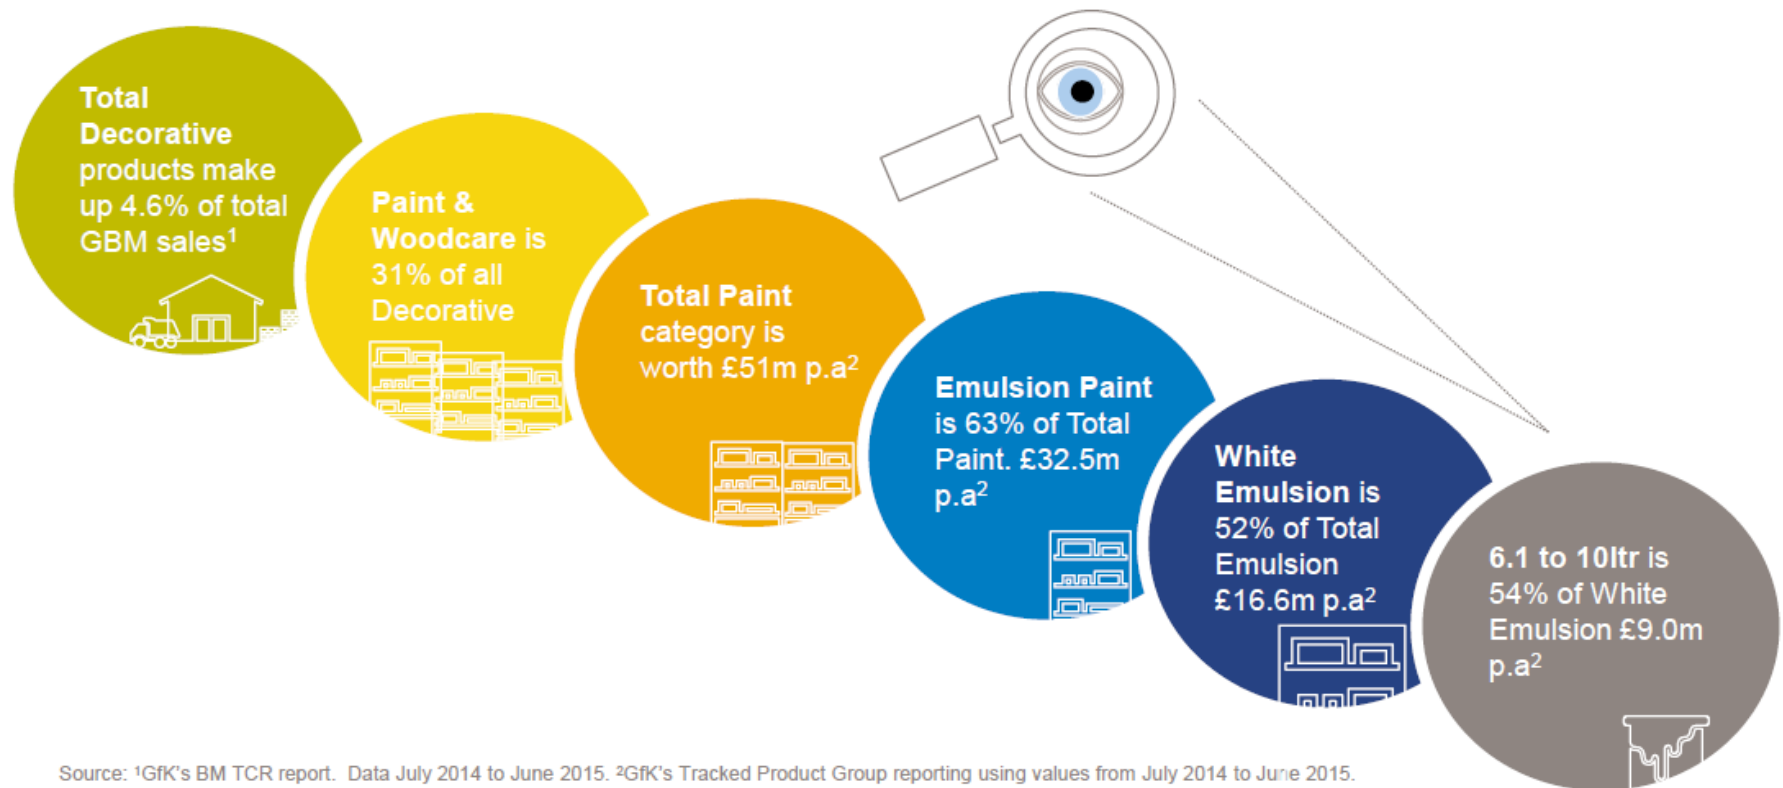 Total
Decorative
products make
up 4.6% of total
GBM sales¹
Paint &
Woodcare is
31% of all
Decorative
Total Paint
category is
worth £51m p.a²
Emulsion Paint
is 63% of Total
Paint. £32.5m
p.a²
White
Emulsion is
52% of Total
Emulsion
£16.6m p.a²
6.1 to 10ltr is
54% of White
Emulsion £9.0m
p.a²
Source: ¹GfK's BM TCR report. Data July 2014 to June 2015. ²GfK's Tracked Product Group reporting using values from July 2014 to June 2015.